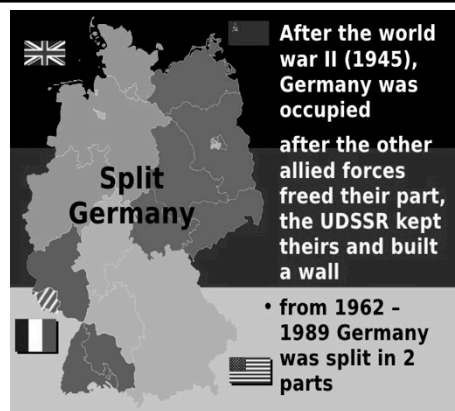 After the world
war II (1945),
Germany was
occupied
after the other
allied forces
freed their part,
the UDSSR kept
theirs and built
a wall
• from 1962 –
1989 Germany
was split in 2
parts
Split
Germany